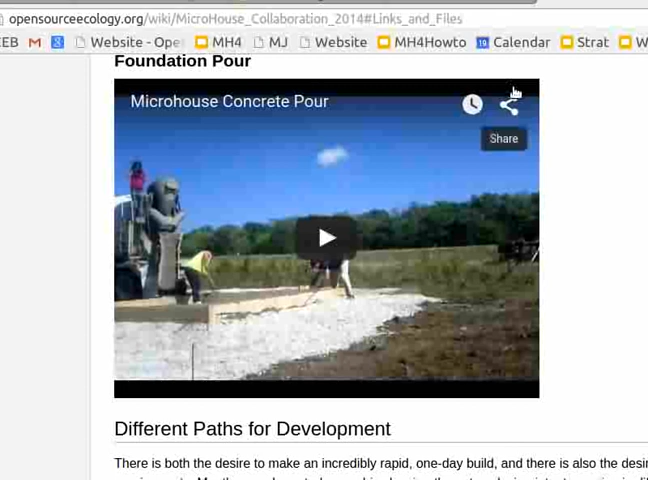 opensourceecology.org/wiki/MicroHouse_Collaboration_2014#Links_and_Files
EB Website - Ope MH4 MJ Website MH4Howto Calendar Strat W
Foundation Pour
Microhouse Concrete Pour
Share
Different Paths for Development
There is both the desire to make an incredibly rapid, one-day build, and there is also the desi